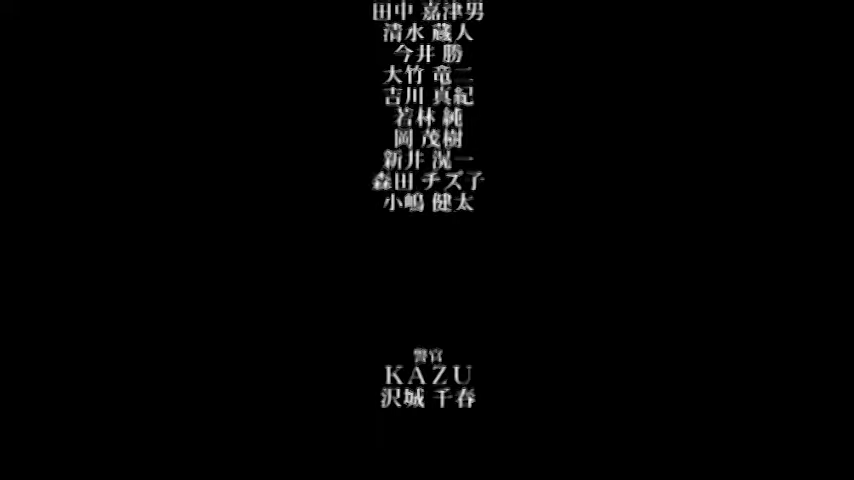 田中 嘉津男
清水 蔵人
今井 勝
大竹 竜二
吉川 真紀
若林 純
岡 茂樹
新井 滉一
森田 チズ子
小嶋 健太
警官
KAZU
沢城 千春